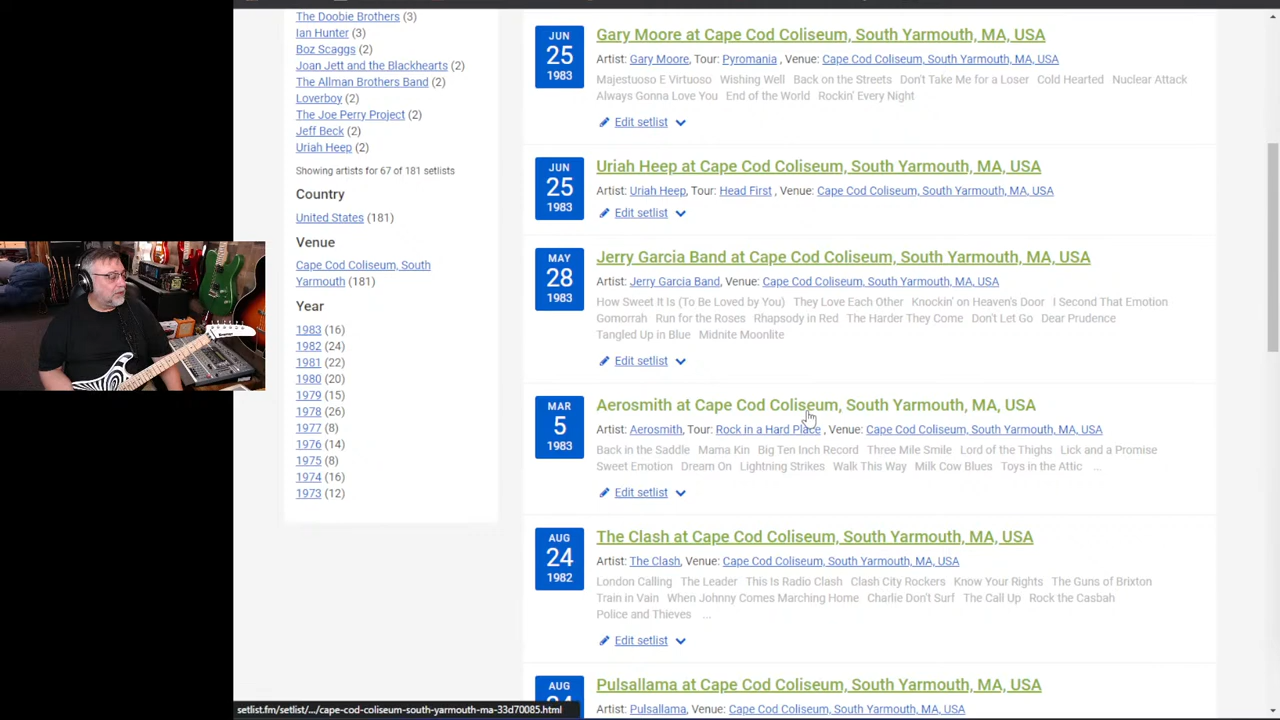 The Doobie Brothers (3)
Ian Hunter (3)
Boz Scaggs (2)
Joan Jett and the Blackhearts (2)
The Allman Brothers Band (2)
Loverboy (2)
The Joe Perry Project (2)
Jeff Beck (2)
Uriah Heep (2)
Showing artists for 67 of 181 setlists
Country
United States (181)
Venue
Cape Cod Coliseum, South
Yarmouth (181)
Year
1983 (16)
1982 (24)
1981 (22)
1980 (20)
1979 (15)
1978 (26)
1977 (8)
1976 (14)
1975 (8)
1974 (16)
1973 (12)
JUN
25
1983
Gary Moore at Cape Cod Coliseum, South Yarmouth, MA, USA
Artist: Gary Moore, Tour: Pyromania , Venue: Cape Cod Coliseum, South Yarmouth, MA, USA
Majestuoso E Virtuoso Wishing Well Back on the Streets Don't Take Me for a Loser Cold Hearted Nuclear Attack
Always Gonna Love You End of the World Rockin' Every Night
Edit setlist
JUN
25
1983
Uriah Heep at Cape Cod Coliseum, South Yarmouth, MA, USA
Artist: Uriah Heep, Tour: Head First , Venue: Cape Cod Coliseum, South Yarmouth, MA, USA
Edit setlist
MAY
28
1983
Jerry Garcia Band at Cape Cod Coliseum, South Yarmouth, MA, USA
Artist: Jerry Garcia Band, Venue: Cape Cod Coliseum, South Yarmouth, MA, USA
How Sweet It Is (To Be Loved by You) They Love Each Other Knockin' on Heaven's Door I Second That Emotion
Gomorrah Run for the Roses Rhapsody in Red The Harder They Come Don't Let Go Dear Prudence
Tangled Up in Blue Midnite Moonlite
Edit setlist
MAR
5
1983
Aerosmith at Cape Cod Coliseum, South Yarmouth, MA, USA
Artist: Aerosmith, Tour: Rock in a Hard Place , Venue: Cape Cod Coliseum, South Yarmouth, MA, USA
Back in the Saddle Mama Kin Big Ten Inch Record Three Mile Smile Lord of the Thighs Lick and a Promise
Sweet Emotion Dream On Lightning Strikes Walk This Way Milk Cow Blues Toys in the Attic ...
Edit setlist
AUG
24
1982
The Clash at Cape Cod Coliseum, South Yarmouth, MA, USA
Artist: The Clash, Venue: Cape Cod Coliseum, South Yarmouth, MA, USA
London Calling The Leader This Is Radio Clash Clash City Rockers Know Your Rights The Guns of Brixton
Train in Vain When Johnny Comes Marching Home Charlie Don't Surf The Call Up Rock the Casbah
Police and Thieves ...
Edit setlist
AUG
24
Pulsallama at Cape Cod Coliseum, South Yarmouth, MA, USA
Artist: Pulsallama, Venue: Cape Cod Coliseum, South Yarmouth, MA, USA
setlist.fm/setlist/.../cape-cod-coliseum-south-yarmouth-ma-33d70085.html